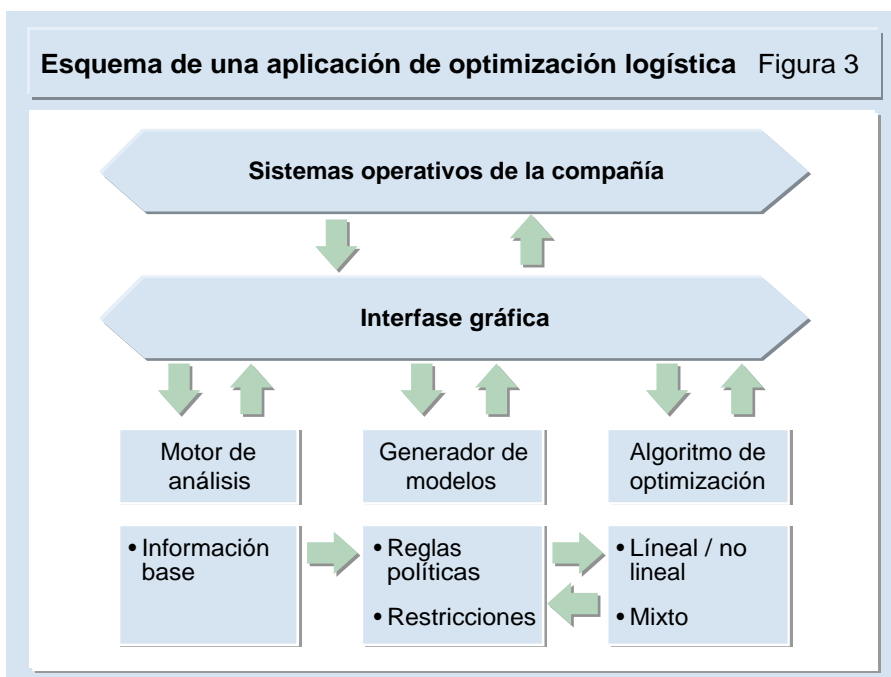 Esquema de una aplicación de optimización logística Figura 3
Sistemas operativos de la compañía
Interfase gráfica
Motor de
análisis
Generador de
modelos
Algoritmo de
optimización
• Información
base
• Reglas
políticas
• Restricciones
• Líneal / no
lineal
• Mixto